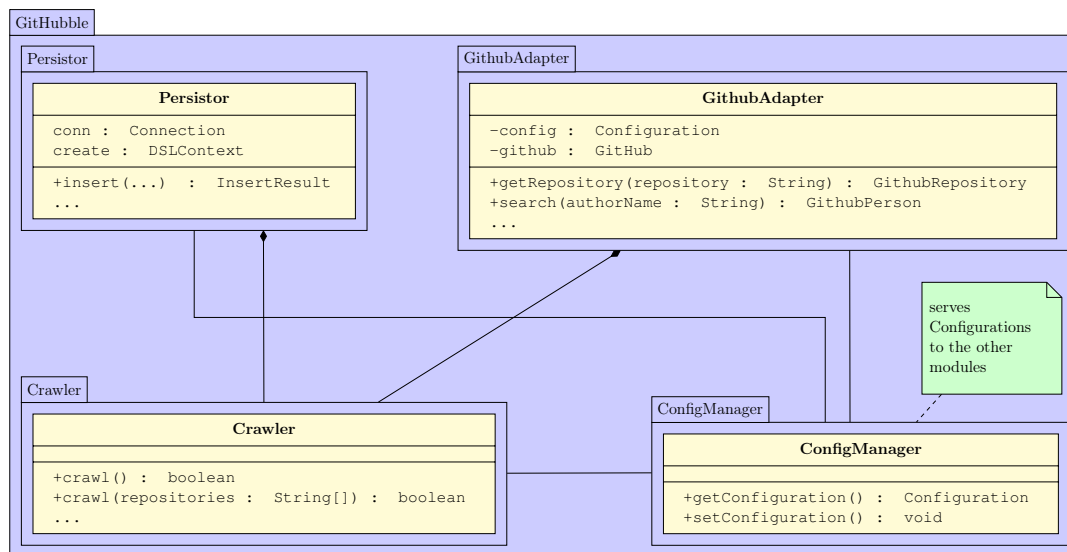 GitHubble
Persistor
Persistor
conn : Connection
create : DSLContext
+insert(...) : InsertResult
...
GithubAdapter
GithubAdapter
-config : Configuration
-github : GitHub
+getRepository(repository : String) : GithubRepository
+search(authorName : String) : GithubPerson
...
serves
Configurations
to the other
modules
Crawler
Crawler
+crawl() : boolean
+crawl(repositories : String[]) : boolean
...
ConfigManager
ConfigManager
+getConfiguration() : Configuration
+setConfiguration() : void